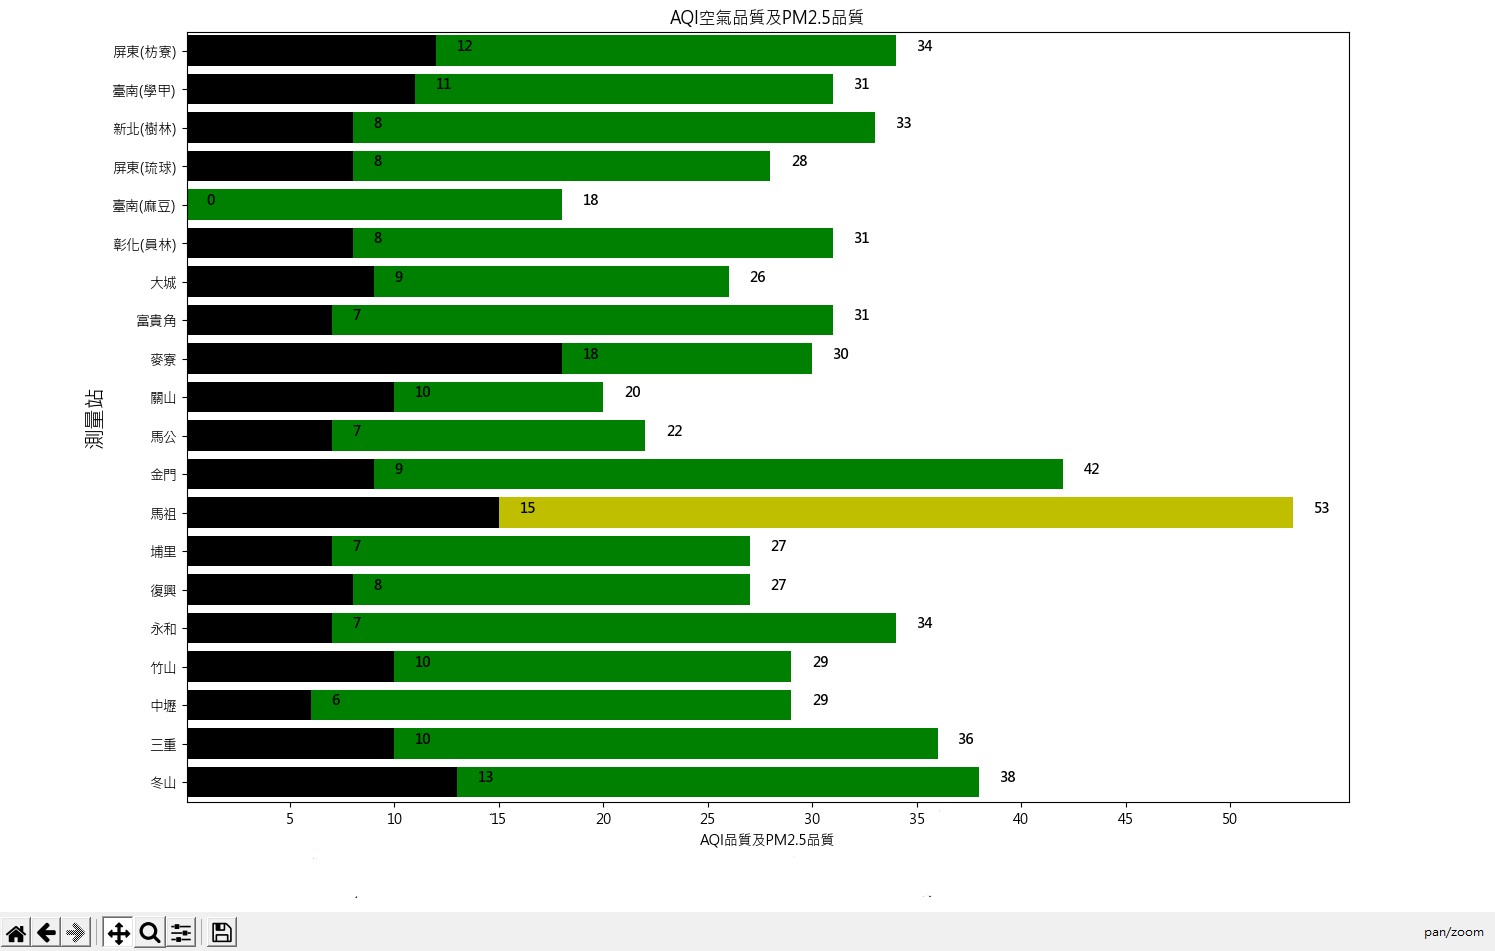 AQI空氣品質及PM2.5品質
屏東(枋寮) 12 34
臺南(學甲) 11 31
新北(樹林) 8 33
屏東(琉球) 8 28
臺南(麻豆) 0 18
彰化(員林) 8 31
大城 9 26
富貴角 7 31
麥寮 18 30
關山 10 20
馬公 7 22
金門 9 42
馬祖 15 53
埔里 7 27
復興 8 27
永和 7 34
竹山 10 29
中壢 6 29
三重 10 36
冬山 13 38
測量站
5 10 15 20 25 30 35 40 45 50
AQI品質及PM2.5品質
pan/zoom